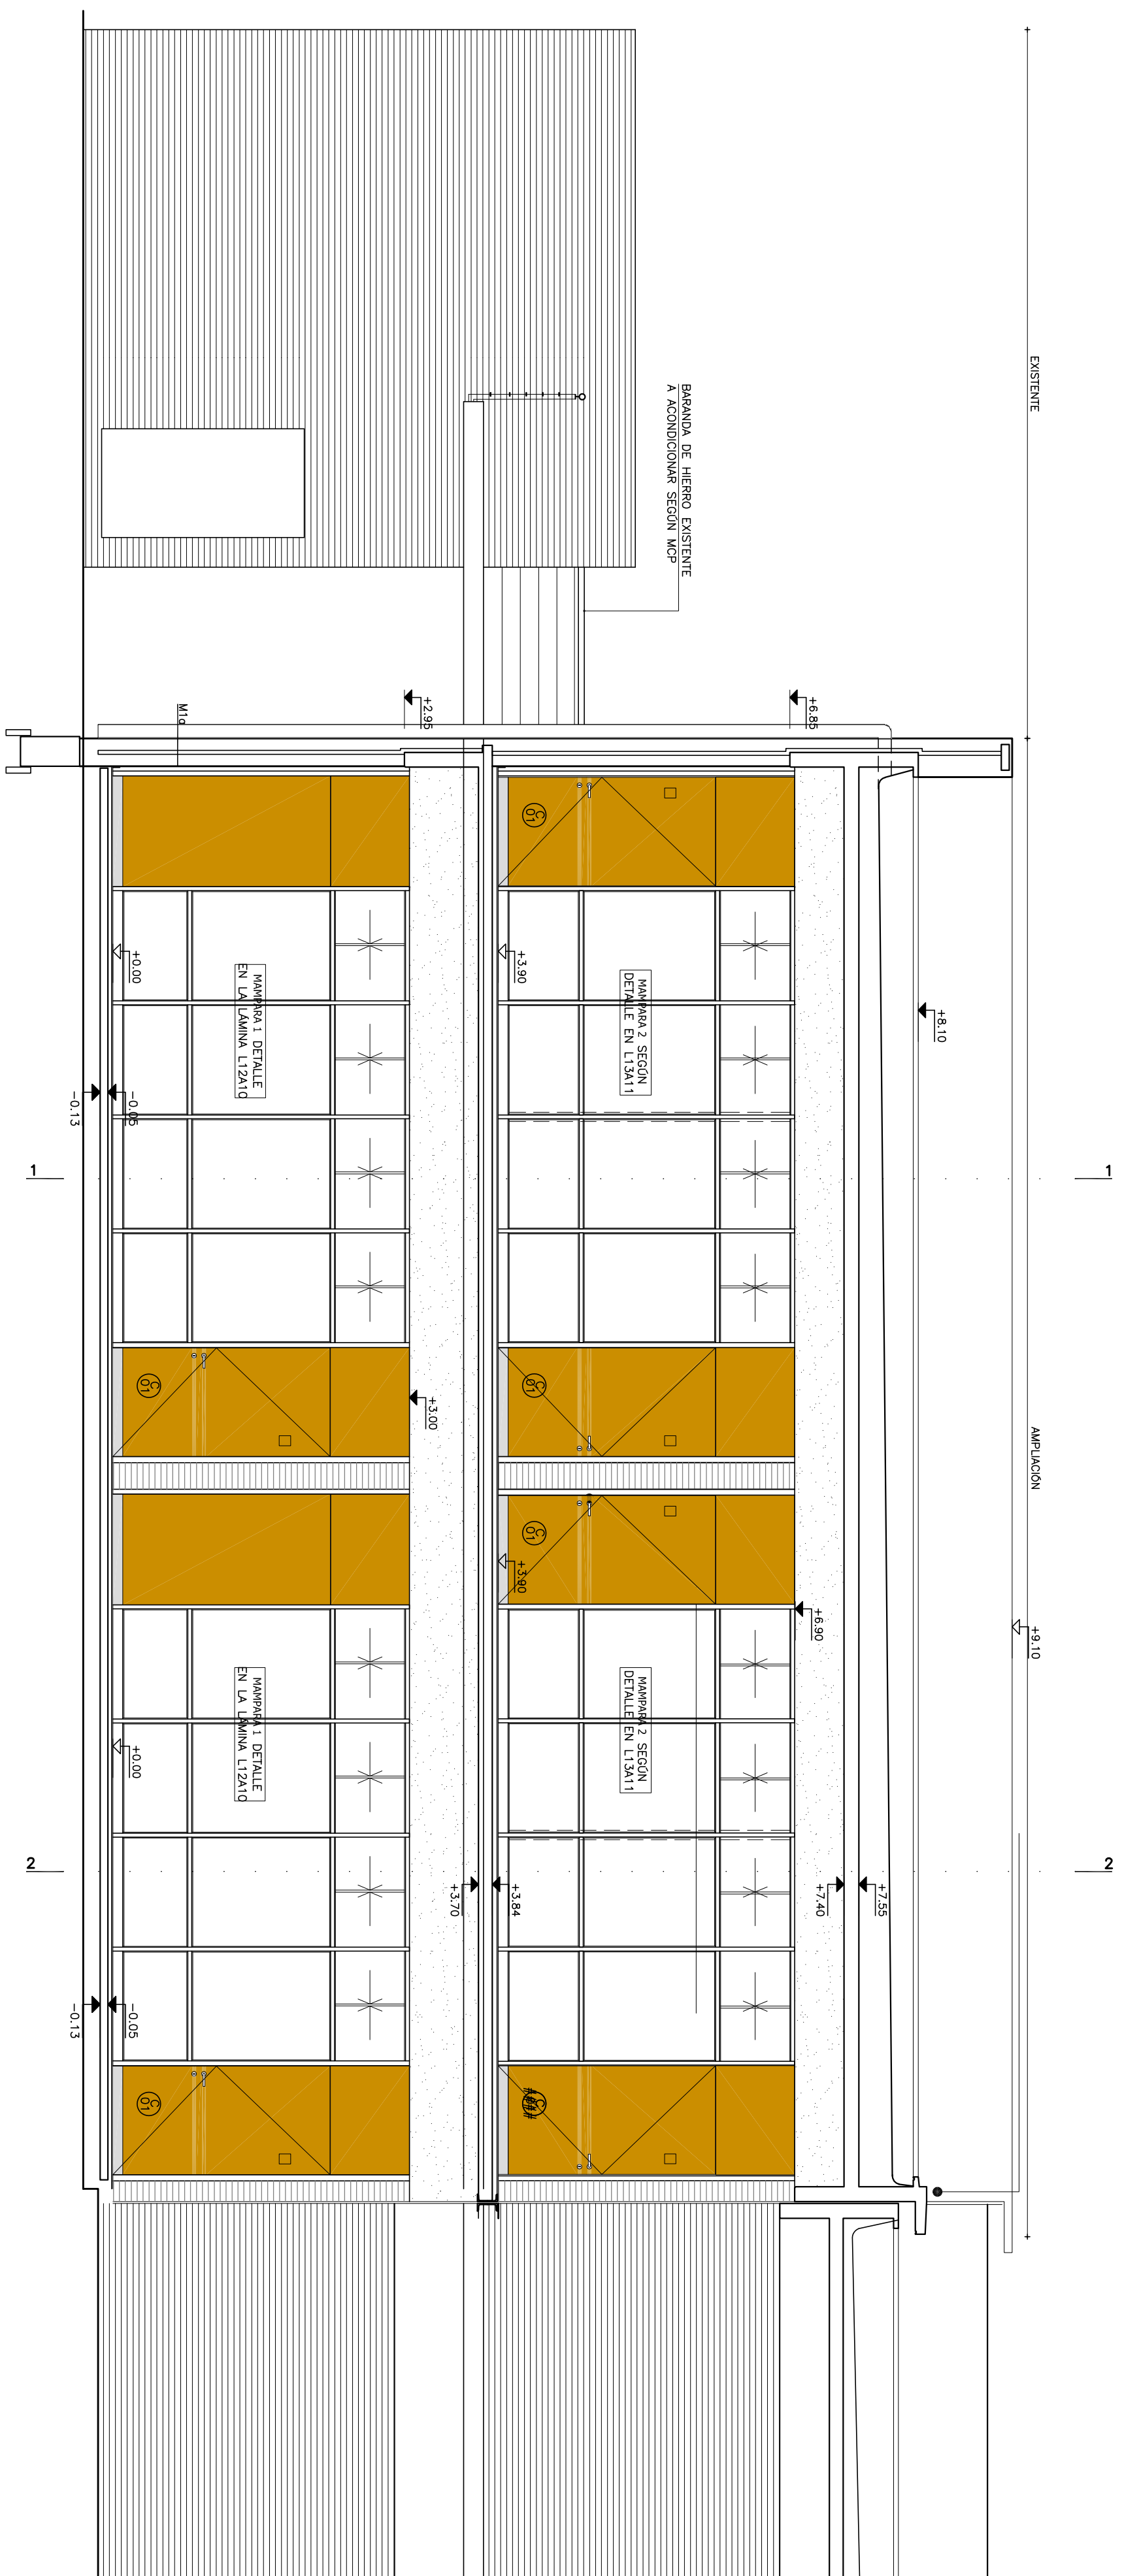 EXISTENTE
AMPLIACIÓN
+9.10
+8.10
BARANDA DE HIERRO EXISTENTE
A ACONDICIONAR SEGÚN MCP
+6.85
+6.90
+7.55
+7.40
1
2
MAMPARA 2 SEGÚN
DETALLE EN L13A11
MAMPARA 2 SEGÚN
DETALLE EN L13A11
C
01
C
01
C
01
+3.90
+3.90
+3.84
+3.70
+2.95
+3.00
MAMPARA 1 DETALLE
EN LA LÁMINA L12A10
MAMPARA 1 DETALLE
EN LA LÁMINA L12A10
M1a
C
01
C
01
+0.00
+0.00
-0.05
-0.13
-0.05
-0.13
1
2